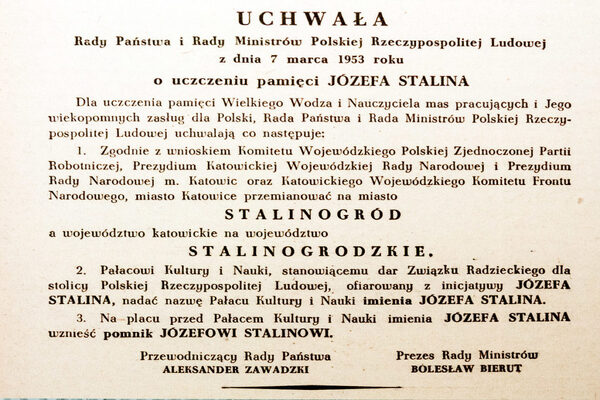 UCHWAŁA
Rady Państwa i Rady Ministrów Polskiej Rzeczypospolitej Ludowej
z dnia 7 marca 1953 roku
o uczczeniu pamięci JÓZEFA STALINA
Dla uczczenia pamięci Wielkiego Wodza i Nauczyciela mas pracujących i Jego
wiekopomnych zasług dla Polski, Rada Państwa i Rada Ministrów Polskiej Rzeczy-
pospolitej Ludowej uchwalają co następuje:
1. Zgodnie z wnioskiem Komitetu Wojewódzkiego Polskiej Zjednoczonej Partii
Robotniczej, Prezydium Katowickiej Wojewódzkiej Rady Narodowej i Prezydium
Rady Narodowej m. Katowic oraz Katowickiego Wojewódzkiego Komitetu Frontu
Narodowego, miasto Katowice przemianować na miasto
STALINOGRÓD
a województwo katowickie na województwo
STALINOGRODZKIE.
2. Pałacowi Kultury i Nauki, stanowiącemu dar Związku Radzieckiego dla
stolicy Polskiej Rzeczypospolitej Ludowej, ofiarowany z inicjatywy JÓZEFA
STALINA, nadać nazwę Pałacu Kultury i Nauki imienia JÓZEFA STALINA.
3. Na placu przed Pałacem Kultury i Nauki imienia JÓZEFA STALINA
wznieść pomnik JÓZEFOWI STALINOWI.
Przewodniczący Rady Państwa
ALEKSANDER ZAWADZKI
Prezes Rady Ministrów
BOLESŁAW BIERUT